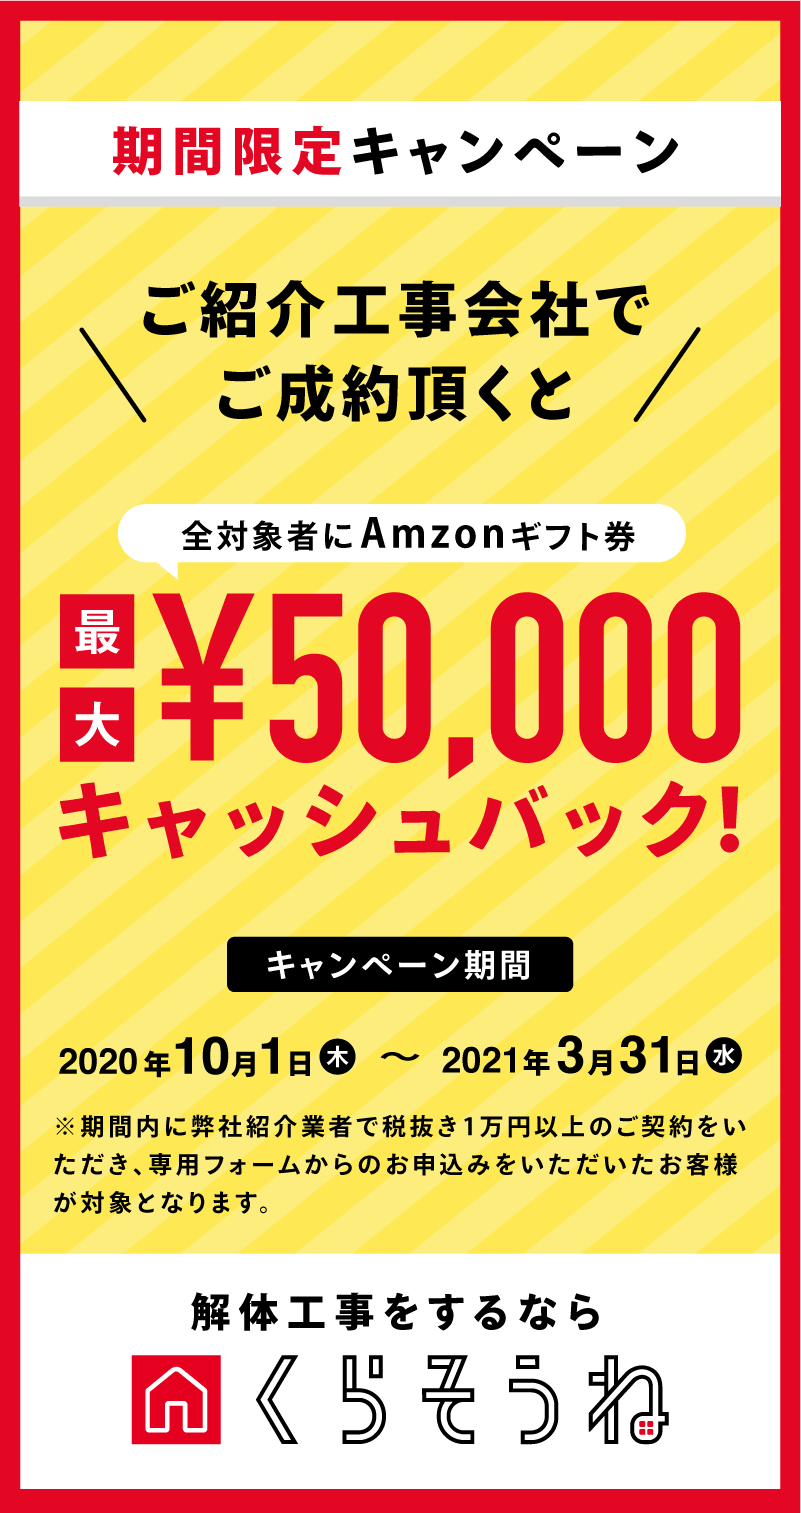 期間限定キャンペーン
ご紹介工事会社で
ご成約頂くと
全対象者にAmzonギフト券
最大¥50,000
キャッシュバック!
キャンペーン期間
2020年10月1日木 〜 2021年3月31日水
※期間内に弊社紹介業者で税抜き1万円以上のご契約をい
ただき、専用フォームからのお申込みをいただいたお客様
が対象となります。
解体工事をするなら
くらそうね